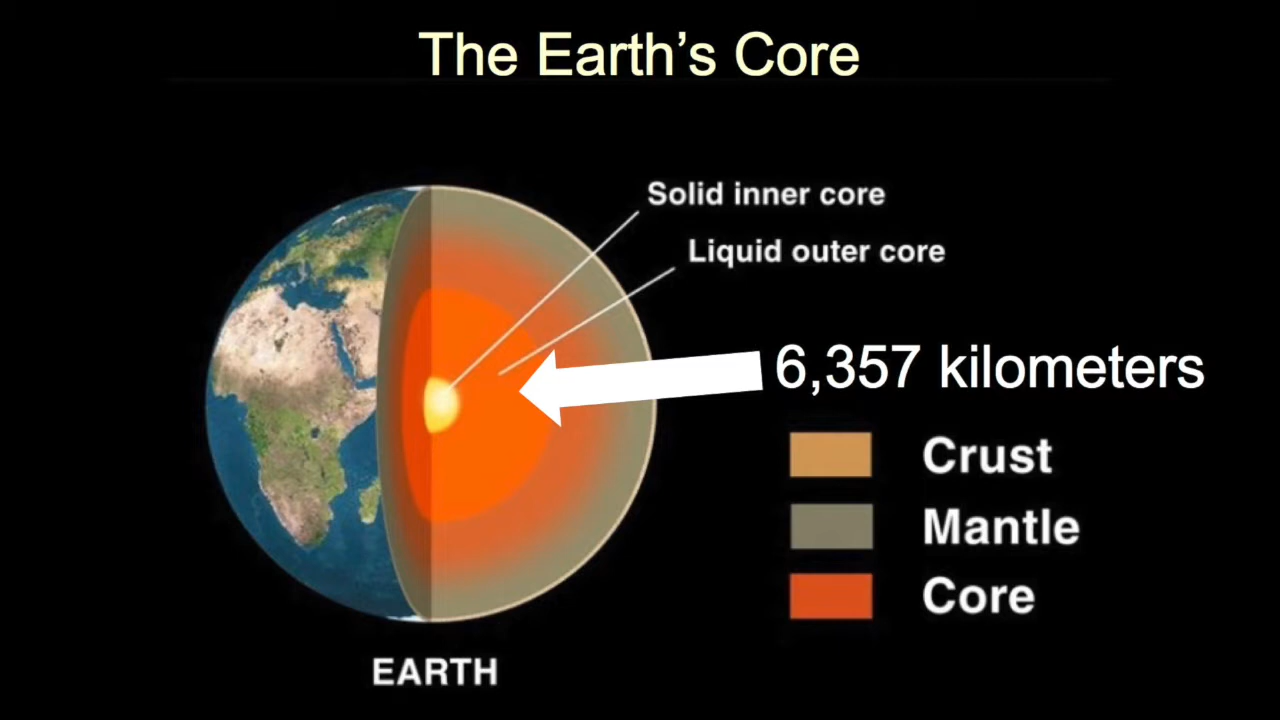 The Earth’s Core
Solid inner core
Liquid outer core
6,357 kilometers
Crust
Mantle
Core
EARTH